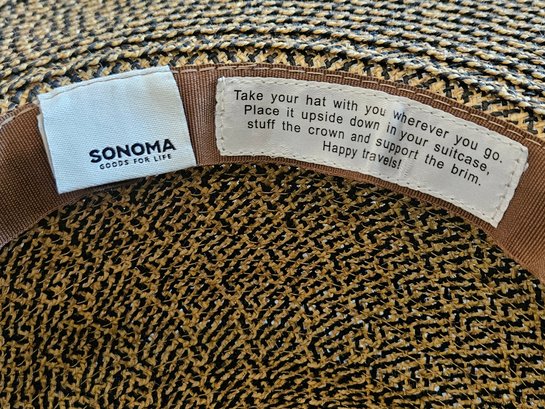 SONOMA
GOODS FOR LIFE
Take your hat with you wherever you go.
Place it upside down in your suitcase,
stuff the crown and support the brim.
Happy travels!